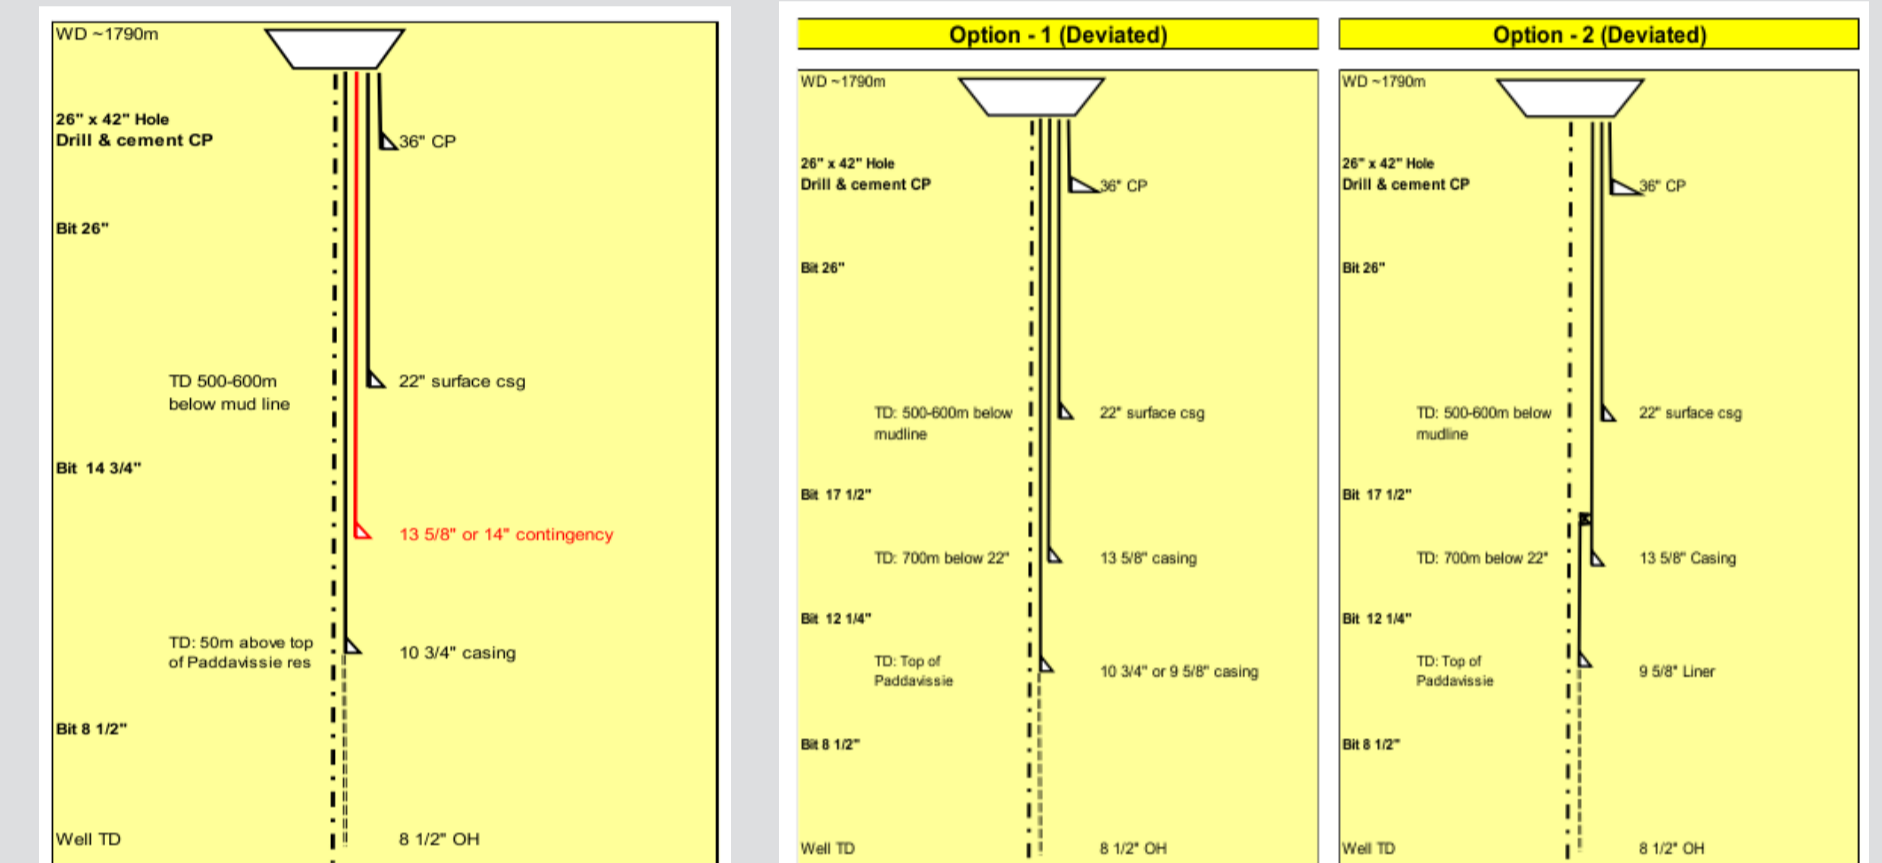 WD ~1790m
26" x 42" Hole
Drill & cement CP
36" CP
Bit 26"
TD 500-600m
below mud line
22" surface csg
Bit 14 3/4"
13 5/8" or 14" contingency
TD: 50m above top
of Paddavissie res
10 3/4" casing
Bit 8 1/2"
Well TD
8 1/2" OH
Option - 1 (Deviated)
WD ~1790m
26" x 42" Hole
Drill & cement CP
36" CP
Bit 26"
TD: 500-600m below
mudline
22" surface csg
Bit 17 1/2"
TD: 700m below 22"
13 5/8" casing
Bit 12 1/4"
TD: Top of
Paddavissie
10 3/4" or 9 5/8" casing
Bit 8 1/2"
Well TD
8 1/2" OH
Option - 2 (Deviated)
WD ~1790m
26" x 42" Hole
Drill & cement CP
36" CP
Bit 26"
TD: 500-600m below
mudline
22" surface csg
Bit 17 1/2"
TD: 700m below 22"
13 5/8" Casing
Bit 12 1/4"
TD: Top of
Paddavissie
9 5/8" Liner
Bit 8 1/2"
Well TD
8 1/2" OH